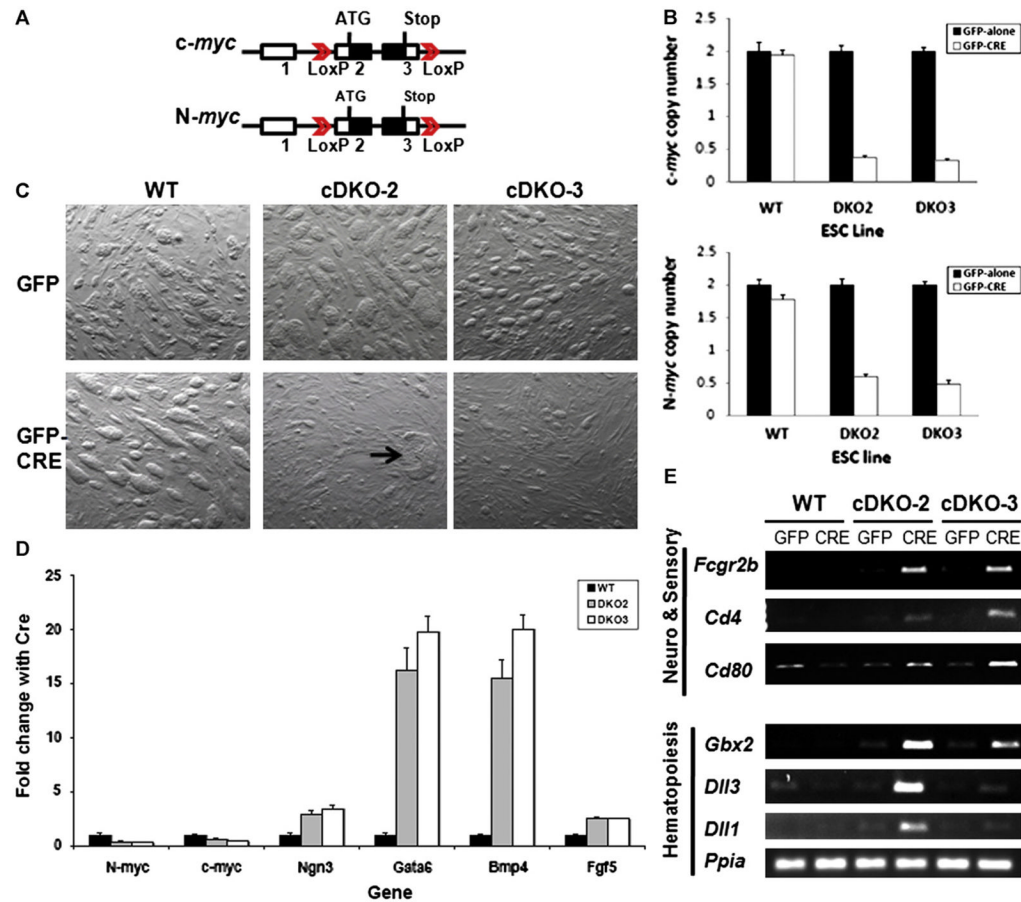 A
c-myc
ATG
Stop
1
LoxP
2
3
LoxP
N-myc
ATG
Stop
1
LoxP
2
3
LoxP
B
c-myc copy number
2.5
2
1.5
1
0.5
0
GFP-alone
GFP-CRE
WT
DKO2
DKO3
ESC Line
N-myc copy number
2.5
2
1.5
1
0.5
0
GFP-alone
GFP-CRE
WT
DKO2
DKO3
ESC line
C
WT
cDKO-2
cDKO-3
GFP
GFP-
CRE
D
Fold change with Cre
25
20
15
10
5
0
WT
DKO2
DKO3
N-myc
c-myc
Ngn3
Gata6
Bmp4
Fgf5
Gene
E
WT
cDKO-2
cDKO-3
GFP CRE GFP CRE GFP CRE
Neuro & Sensory
Fcgr2b
Cd4
Cd80
Hematopoiesis
Gbx2
Dll3
Dll1
Ppia